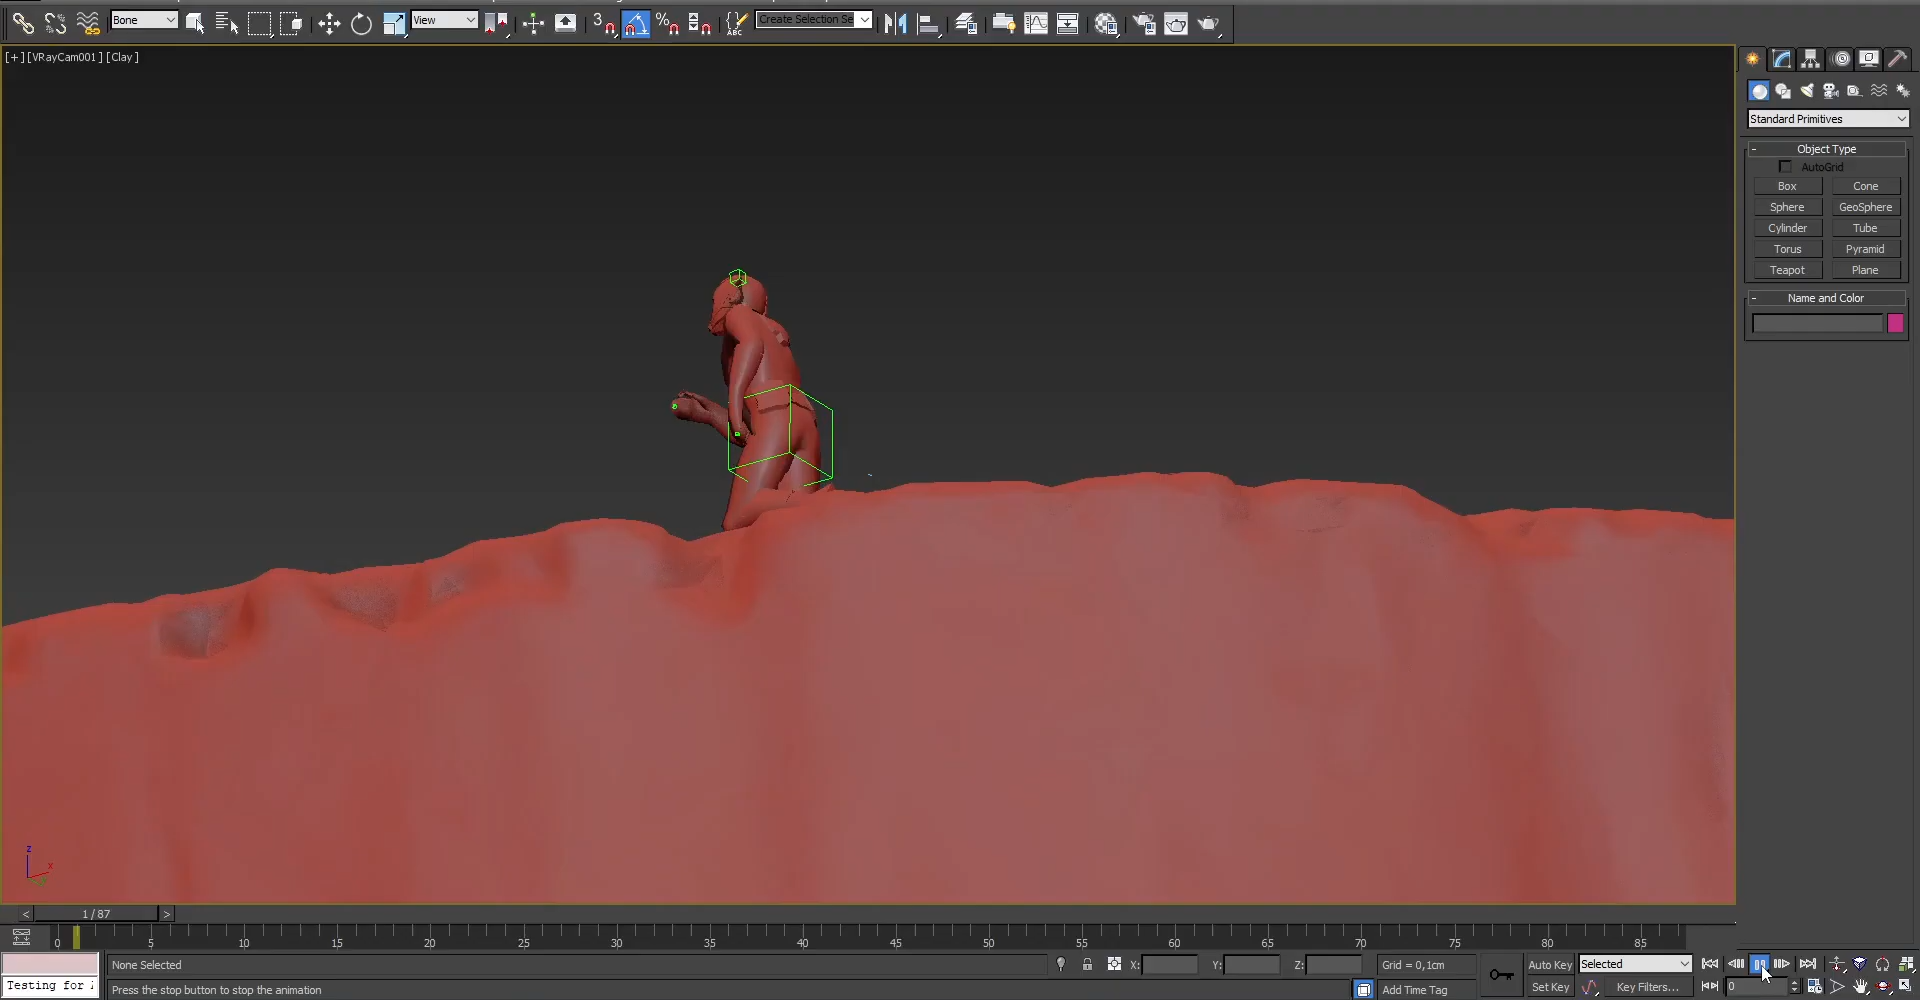 Bone
View
3
%
ABC
Create Selection Se
[+] [VRayCam001] [Clay]
Standard Primitives
- Object Type
AutoGrid
Box Cone
Sphere GeoSphere
Cylinder Tube
Torus Pyramid
Teapot Plane
- Name and Color
z
x
< 1 / 87 >
0 5 10 15 20 25 30 35 40 45 50 55 60 65 70 75 80 85
None Selected X: Y: Z: Grid = 0,1cm Auto Key Selected
Testing for Press the stop button to stop the animation Add Time Tag Set Key Key Filters... 0